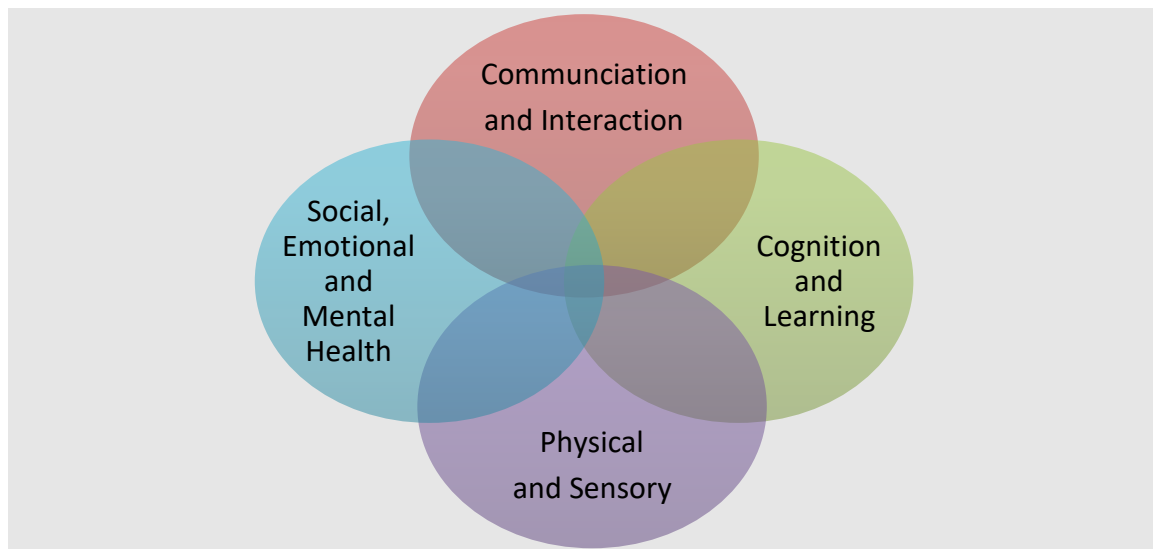 Communciation
and Interaction
Social,
Emotional
and
Mental
Health
Cognition
and
Learning
Physical
and Sensory